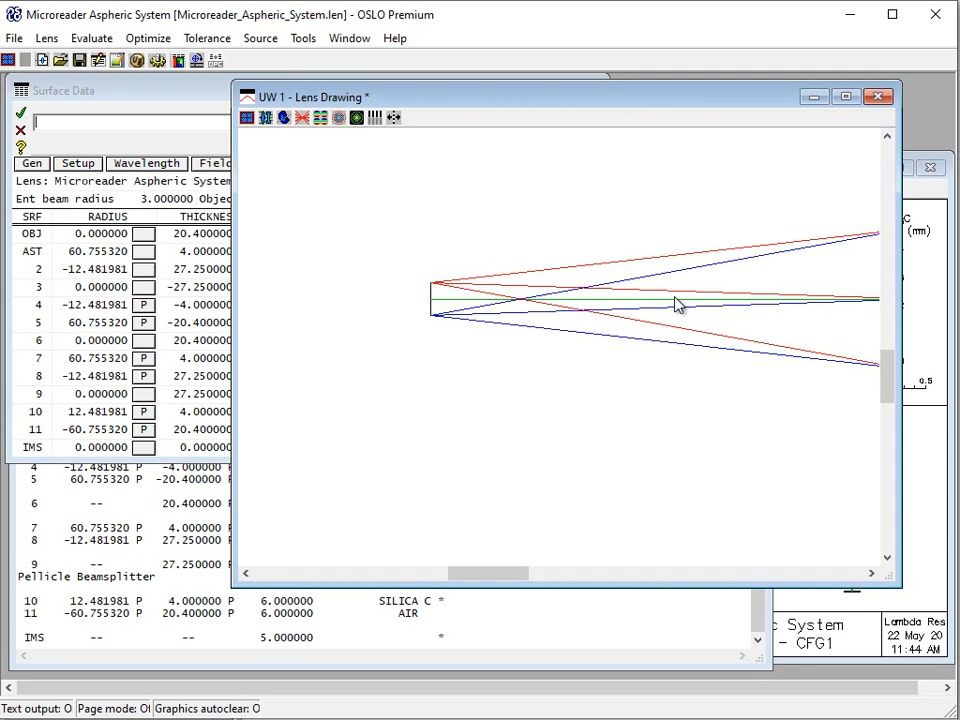 Microreader Aspheric System [Microreader_Aspheric_System.len] - OSLO Premium
File Lens Evaluate Optimize Tolerance Source Tools Window Help
Surface Data
UW 1 - Lens Drawing *
Gen Setup Wavelength Field
Lens: Microreader Aspheric System
Ent beam radius 3.000000 Objec
SRF RADIUS THICKNES
OBJ 0.000000 20.400000
AST 60.755320 4.000000
2 -12.481981 27.250000
3 0.000000 -27.250000
4 -12.481981 P -4.000000
5 60.755320 P -20.400000
6 0.000000 20.400000
7 60.755320 P 4.000000
8 -12.481981 P 27.250000
9 0.000000 27.250000
10 12.481981 P 4.000000
11 -60.755320 P 20.400000
IMS 0.000000 0.000000
4 -12.481981 P -4.000000 P
5 60.755320 P -20.400000 P
6 -- 20.400000 P
7 60.755320 P 4.000000 P
8 -12.481981 P 27.250000 P
9 -- 27.250000 P
Pellicle Beamsplitter
10 12.481981 P 4.000000 P 6.000000 SILICA C *
11 -60.755320 P 20.400000 P 6.000000 AIR
IMS -- -- 5.000000 *
C
(mm)
0.5
c System
- CFG1
Lambda Res
22 May 20
11:44 AM
Text output: O Page mode: Of Graphics autoclear: O